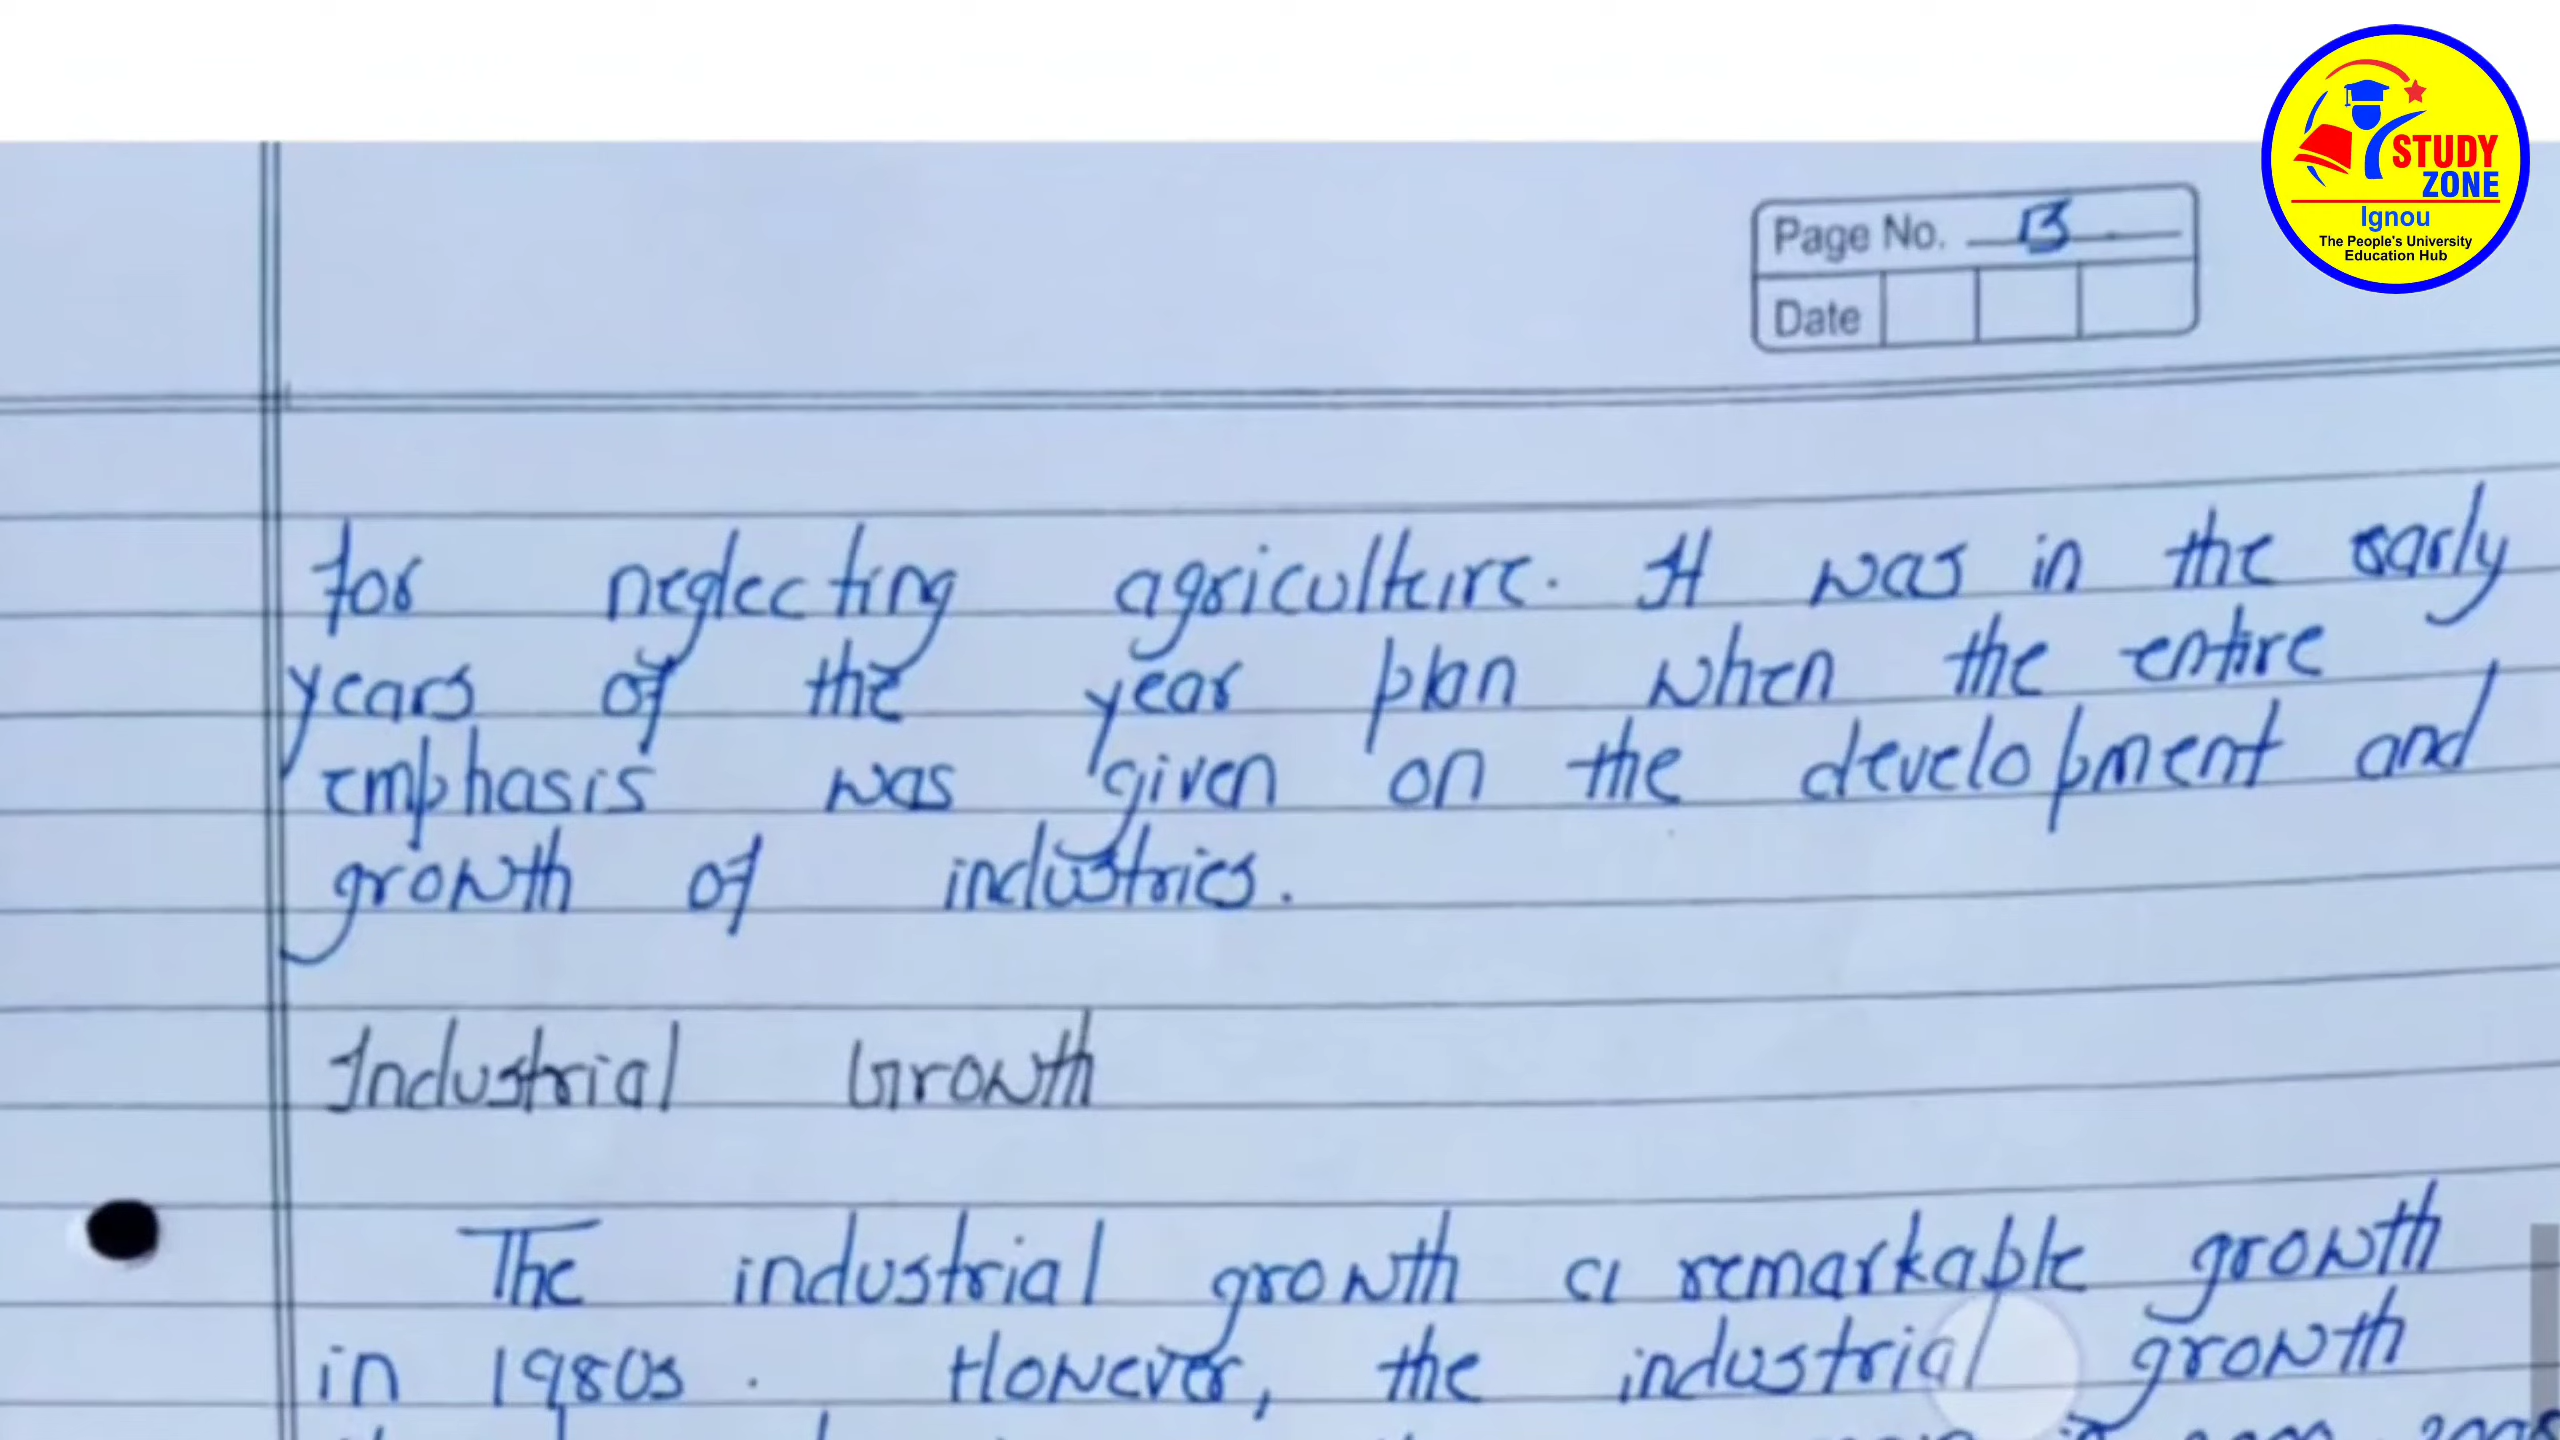 STUDY
ZONE
Ignou
The People's University
Education Hub
Page No. 13
Date
for neglecting agriculture. It was in the early
years of the year plan when the entire
emphasis was given on the development and
growth of industries.
Industrial Growth
The industrial growth a remarkable growth
in 1980s. However, the industrial growth